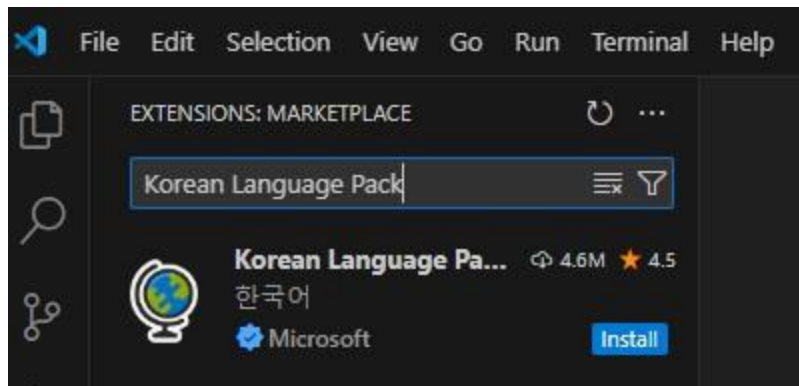 File Edit Selection View Go Run Terminal Help
EXTENSIONS: MARKETPLACE
Korean Language Pack
Korean Language Pa... 4.6M 4.5
한국어
Microsoft Install